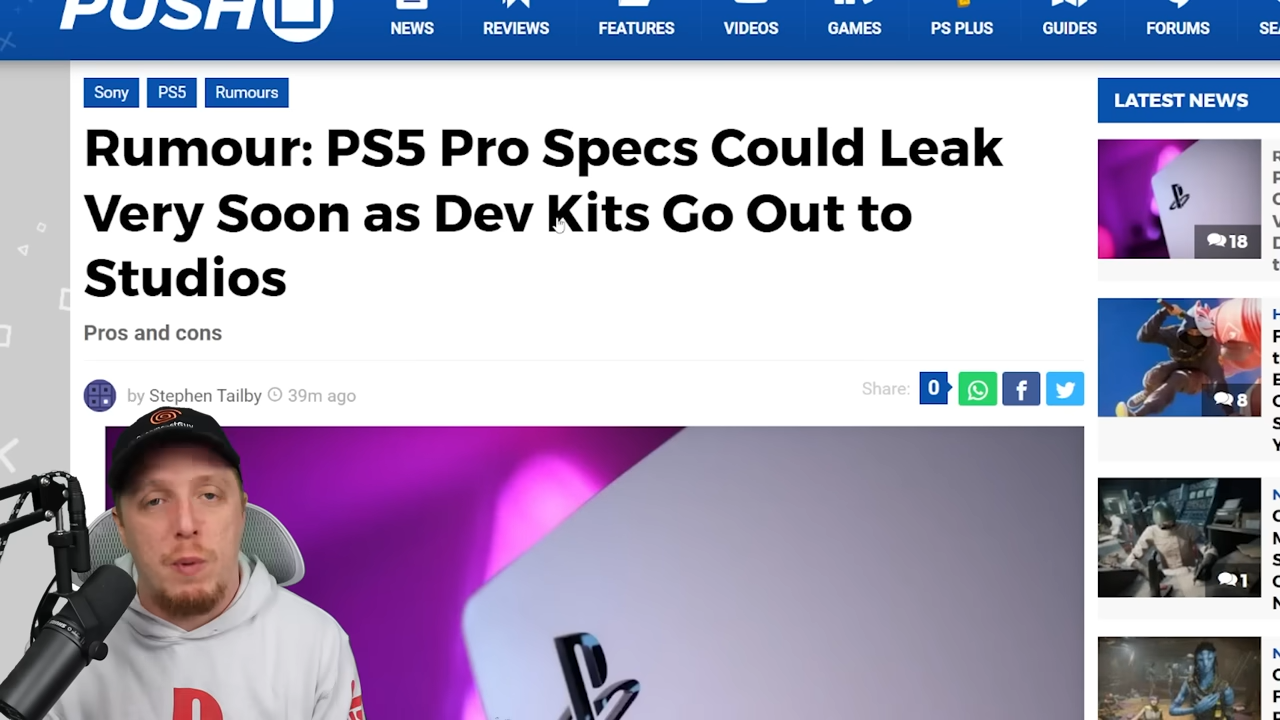 PUSH
NEWS
REVIEWS
FEATURES
VIDEOS
GAMES
PS PLUS
GUIDES
FORUMS
Sony
PS5
Rumours
Rumour: PS5 Pro Specs Could Leak
Very Soon as Dev Kits Go Out to
Studios
Pros and cons
by Stephen Tailby 39m ago
Share: 0
LATEST NEWS
18
8
1